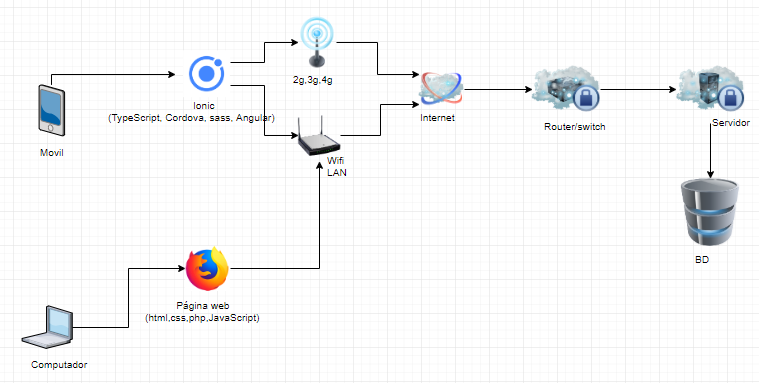 2g,3g,4g
Ionic
(TypeScript, Cordova, sass, Angular)
Internet
Router/switch
Servidor
Movil
Wifi
LAN
BD
Página web
(html,css,php,JavaScript)
Computador